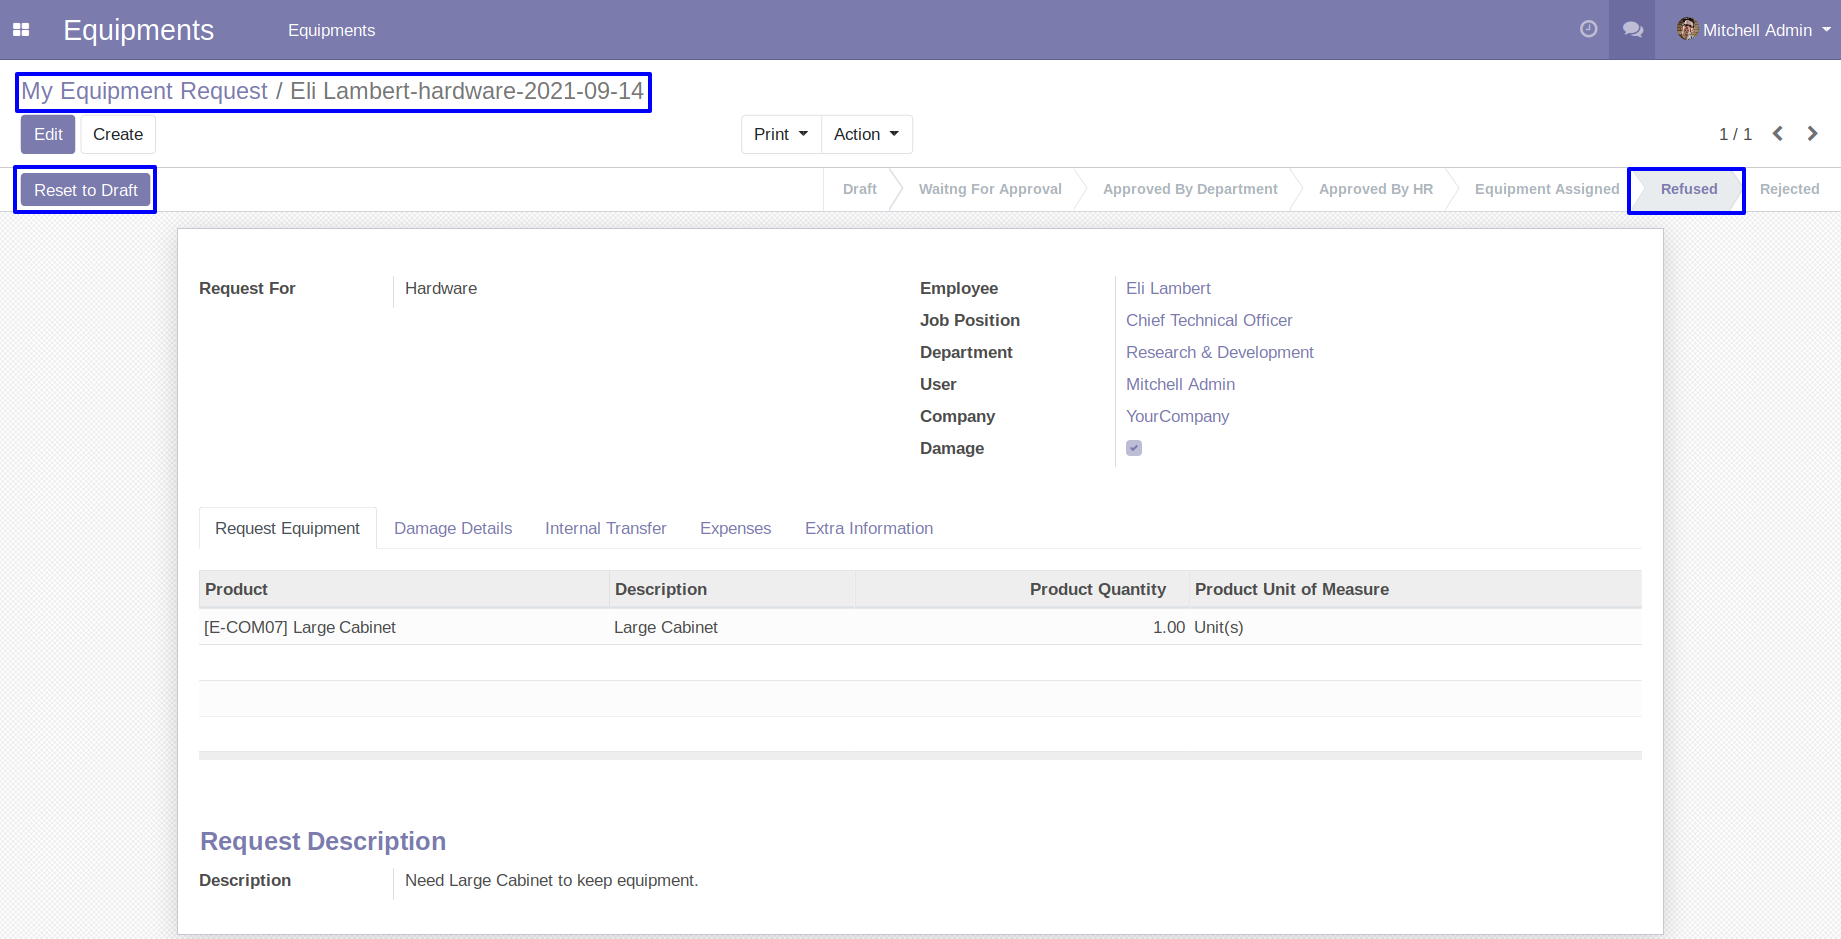 Equipments Equipments Mitchell Admin
My Equipment Request / Eli Lambert-hardware-2021-09-14
Edit Create Print Action 1 / 1
Reset to Draft Draft Waitng For Approval Approved By Department Approved By HR Equipment Assigned Refused Rejected
Request For Hardware Employee Eli Lambert
Job Position Chief Technical Officer
Department Research & Development
User Mitchell Admin
Company YourCompany
Damage
Request Equipment Damage Details Internal Transfer Expenses Extra Information
Product Description Product Quantity Product Unit of Measure
[E-COM07] Large Cabinet Large Cabinet 1.00 Unit(s)
Request Description
Description Need Large Cabinet to keep equipment.